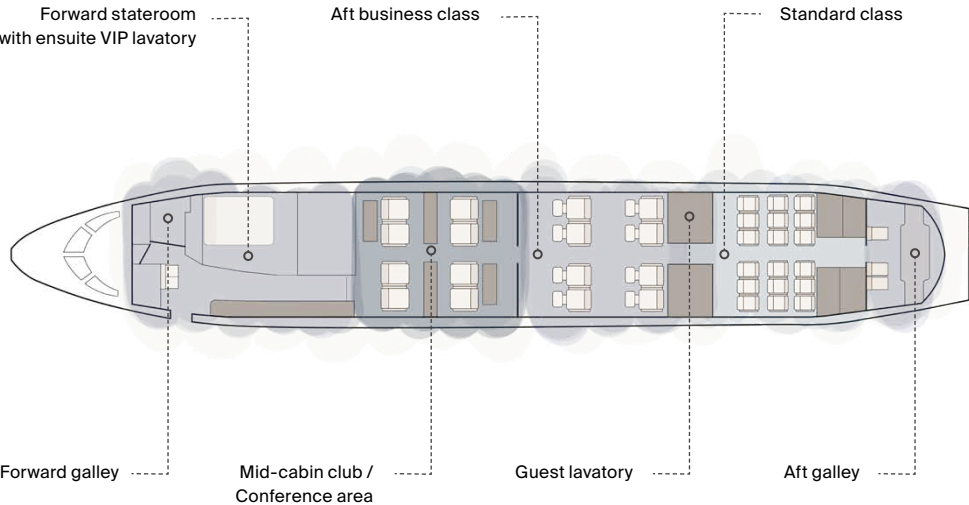 Forward stateroom
with ensuite VIP lavatory
Aft business class
Standard class
Forward galley
Mid-cabin club /
Conference area
Guest lavatory
Aft galley